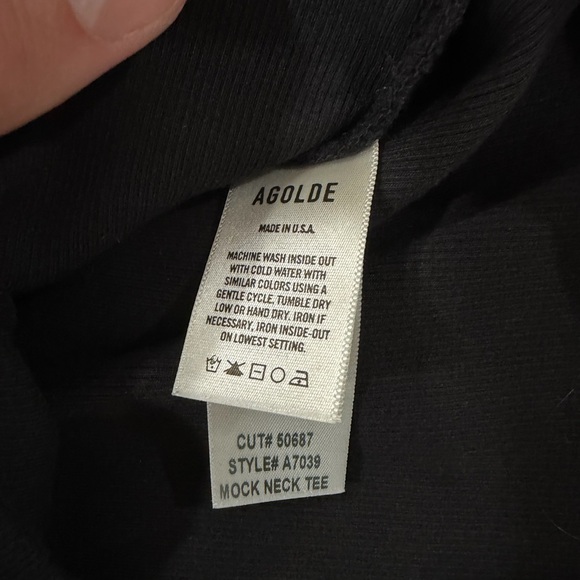 AGOLDE
MADE IN U.S.A.
MACHINE WASH INSIDE OUT
WITH COLD WATER WITH
SIMILAR COLORS USING A
GENTLE CYCLE. TUMBLE DRY
LOW OR HAND DRY. IRON IF
NECESSARY, IRON INSIDE-OUT
ON LOWEST SETTING.
CUT# 50687
STYLE# A7039
MOCK NECK TEE